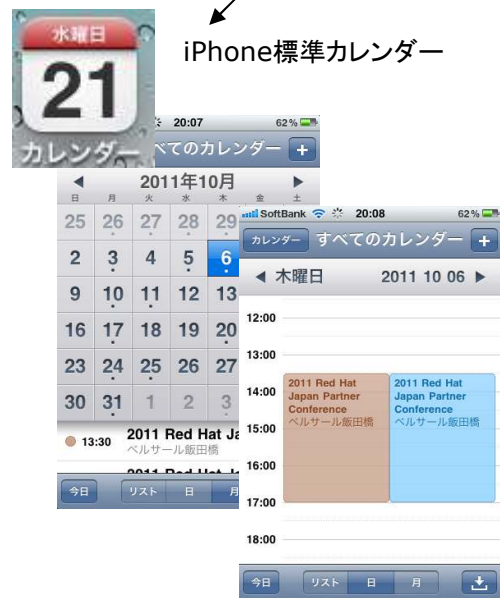 iPhone標準カレンダー
水曜日
21
カレンダー
20:07 62%
べてのカレンダー +
2011年10月
日 月 火 水 木 金 土
25 26 27 28 29
2 3 4 5 6
9 10 11 12 13
16 17 18 19 20
23 24 25 26 27
30 31 1 2 3
13:30 2011 Red Hat Ja
ベルサール飯田橋
今日 リスト 日 月
SoftBank 20:08 62%
カレンダー すべてのカレンダー +
木曜日 2011 10 06
12:00
13:00
14:00
15:00
16:00
17:00
18:00
2011 Red Hat
Japan Partner
Conference
ベルサール飯田橋
2011 Red Hat
Japan Partner
Conference
ベルサール飯田橋
今日 リスト 日 月